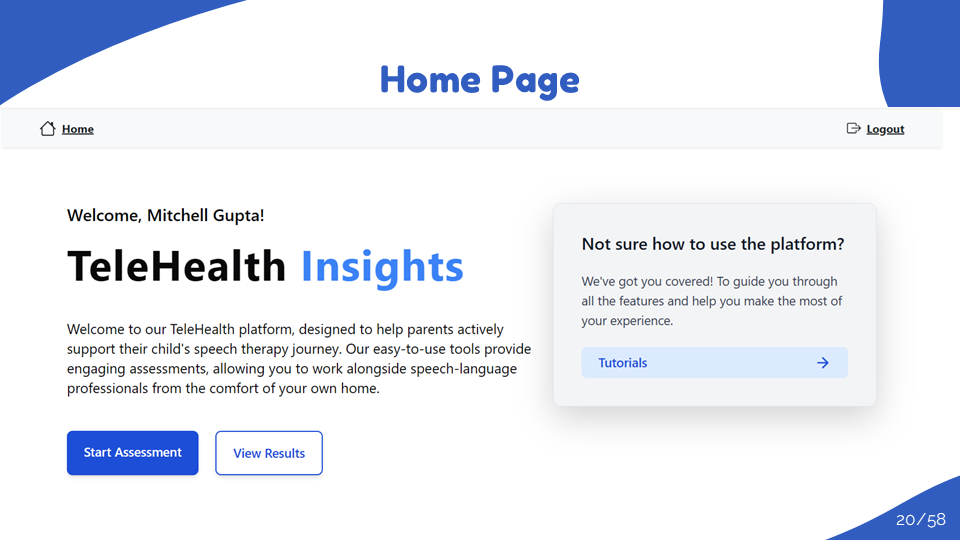 Home Page
Home
Logout
Welcome, Mitchell Gupta!
TeleHealth Insights
Welcome to our TeleHealth platform, designed to help parents actively
support their child's speech therapy journey. Our easy-to-use tools provide
engaging assessments, allowing you to work alongside speech-language
professionals from the comfort of your own home.
Start Assessment
View Results
Not sure how to use the platform?
We've got you covered! To guide you through
all the features and help you make the most of
your experience.
Tutorials
20/58